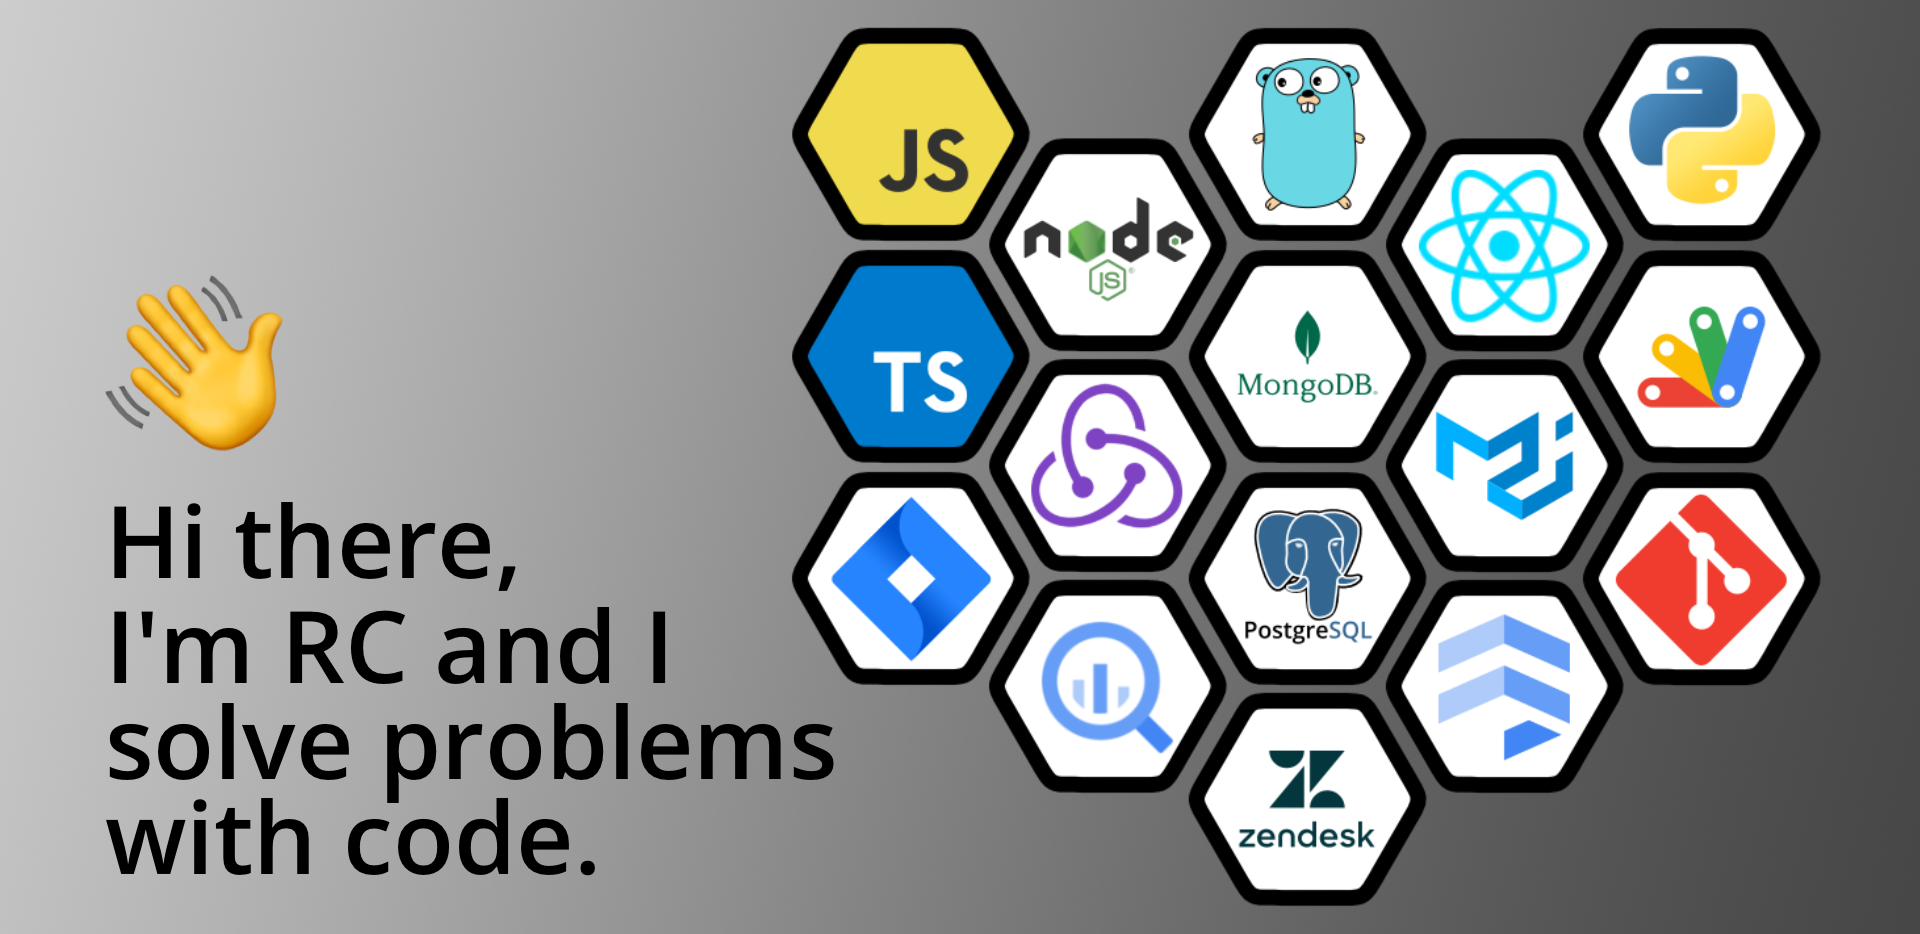 Hi there,
I'm RC and I
solve problems
with code.
JS
node
JS
TS
MongoDB.
PostgreSQL
zendesk